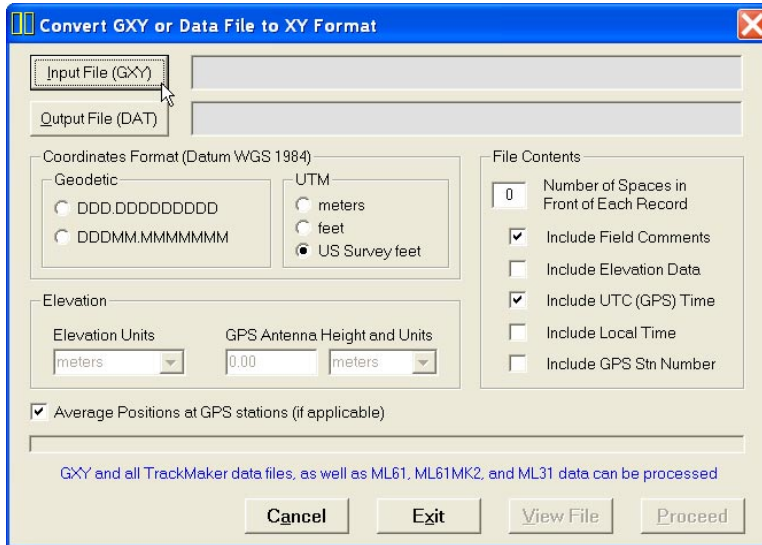 Convert GXY or Data File to XY Format
Input File (GXY)
Output File (DAT)
Coordinates Format (Datum WGS 1984)
Geodetic
DDD.DDDDDDDDD
DDDMM.MMMMMMM
UTM
meters
feet
US Survey feet
File Contents
0 Number of Spaces in
Front of Each Record
Include Field Comments
Include Elevation Data
Include UTC (GPS) Time
Include Local Time
Include GPS Stn Number
Elevation
Elevation Units
meters
GPS Antenna Height and Units
0.00 meters
Average Positions at GPS stations (if applicable)
GXY and all TrackMaker data files, as well as ML61, ML61MK2, and ML31 data can be processed
Cancel Exit View File Proceed